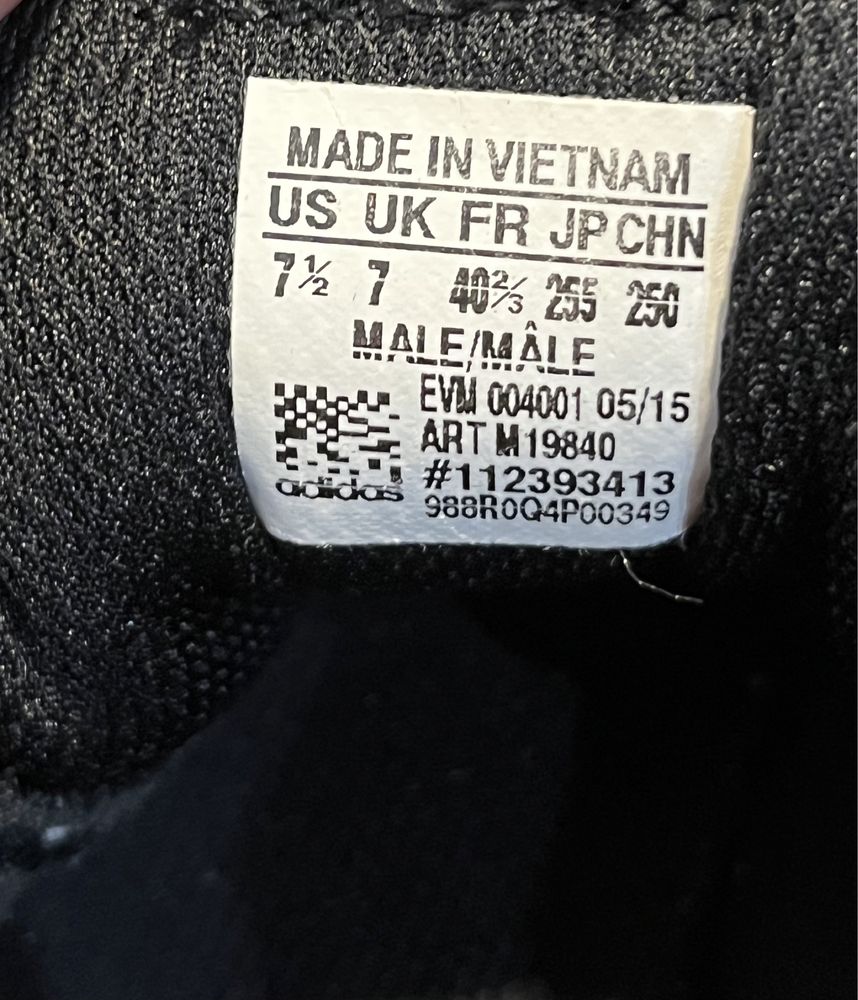 MADE IN VIETNAM
US UK FR JP CHN
7½ 7 40⅔ 255 250
MALE/MÂLE
EVM 004001 05/15
ART M19840
#112393413
adidas
988R0Q4P00349